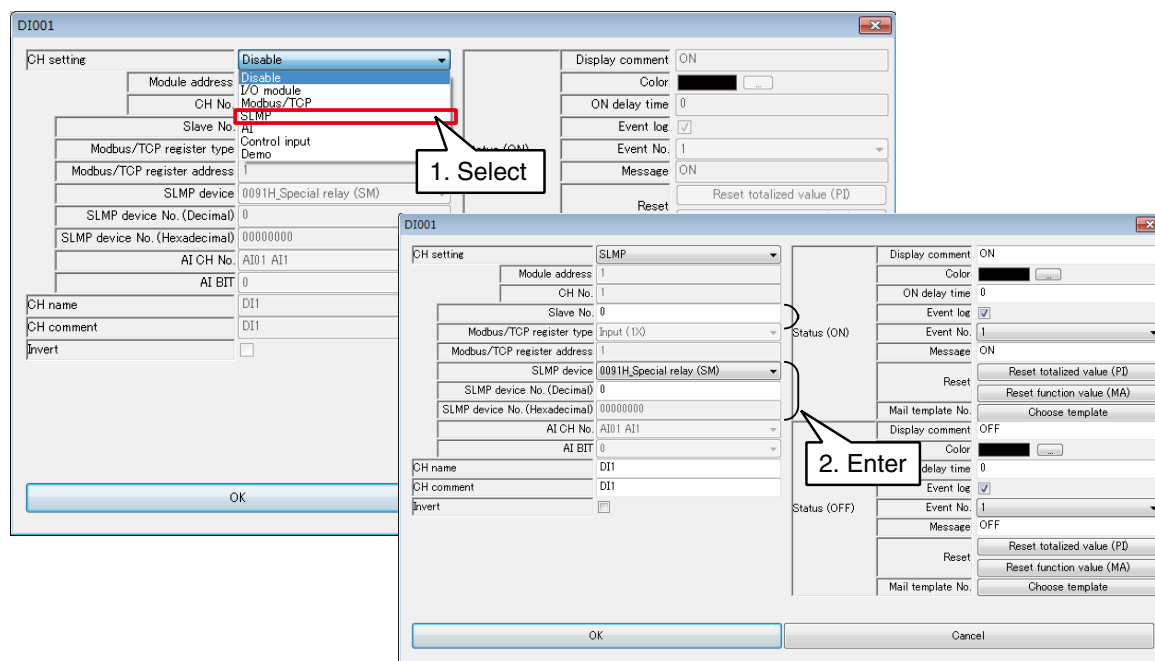 DI001
CH setting Disable
Disable
I/O module
Modbus/TCP
SLMP
AI
Control input
Demo
Module address
CH No.
Slave No.
Modbus/TCP register type
Modbus/TCP register address 1
SLMP device 0091H_Special relay (SM)
SLMP device No. (Decimal) 0
SLMP device No. (Hexadecimal) 00000000
AI CH No. AI01 AI1
AI BIT 0
CH name DI1
CH comment DI1
Invert
OK
Display comment ON
Color ...
ON delay time 0
Event log
Event No. 1
Message ON
Reset Reset totalized value (PI)
1. Select
DI001
CH setting SLMP
Module address 1
CH No. 1
Slave No. 0
Modbus/TCP register type Input (1X)
Modbus/TCP register address 1
SLMP device 0091H_Special relay (SM)
SLMP device No. (Decimal) 0
SLMP device No. (Hexadecimal) 00000000
AI CH No. AI01 AI1
AI BIT 0
CH name DI1
CH comment DI1
Invert
Status (ON)
Display comment ON
Color ...
ON delay time 0
Event log
Event No. 1
Message ON
Reset Reset totalized value (PI)
Reset function value (MA)
Mail template No. Choose template
Status (OFF)
Display comment OFF
Color ...
delay time 0
Event log
Event No. 1
Message OFF
Reset Reset totalized value (PI)
Reset function value (MA)
Mail template No. Choose template
2. Enter
OK Cancel